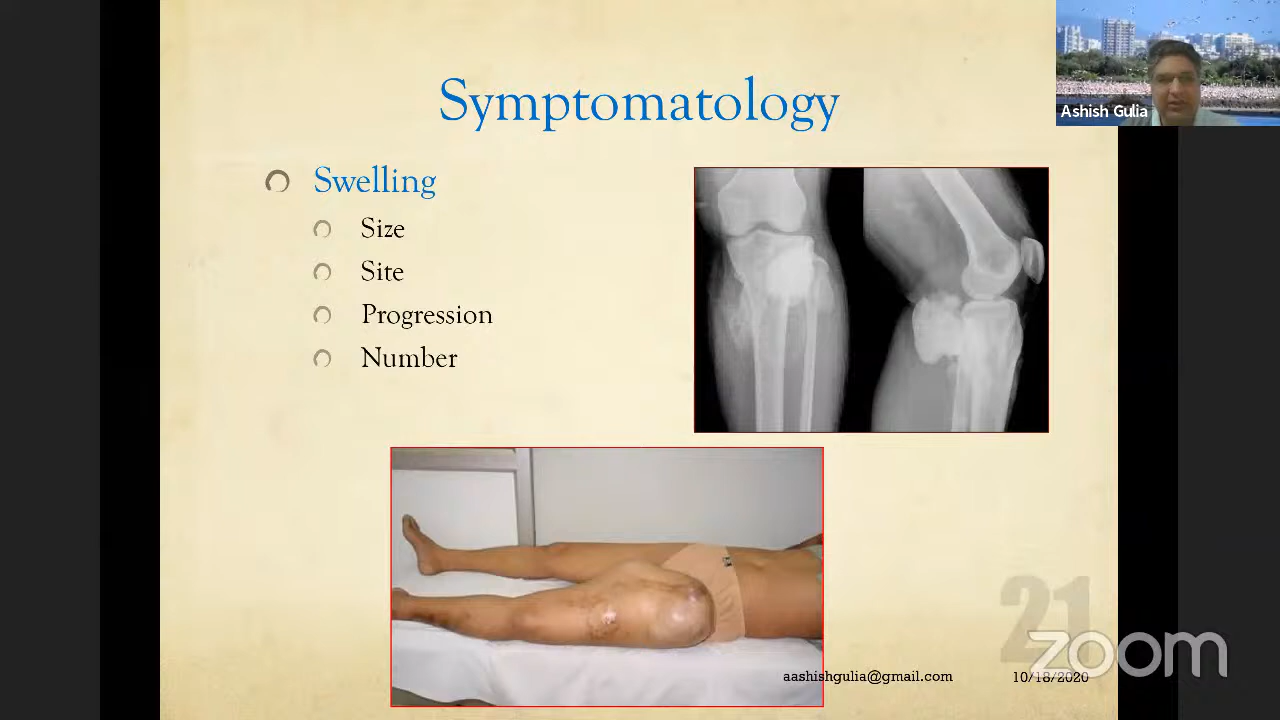 Symptomatology
Ashish Gulia
Swelling
Size
Site
Progression
Number
21
zoom
aashishgulia@gmail.com
10/18/2020